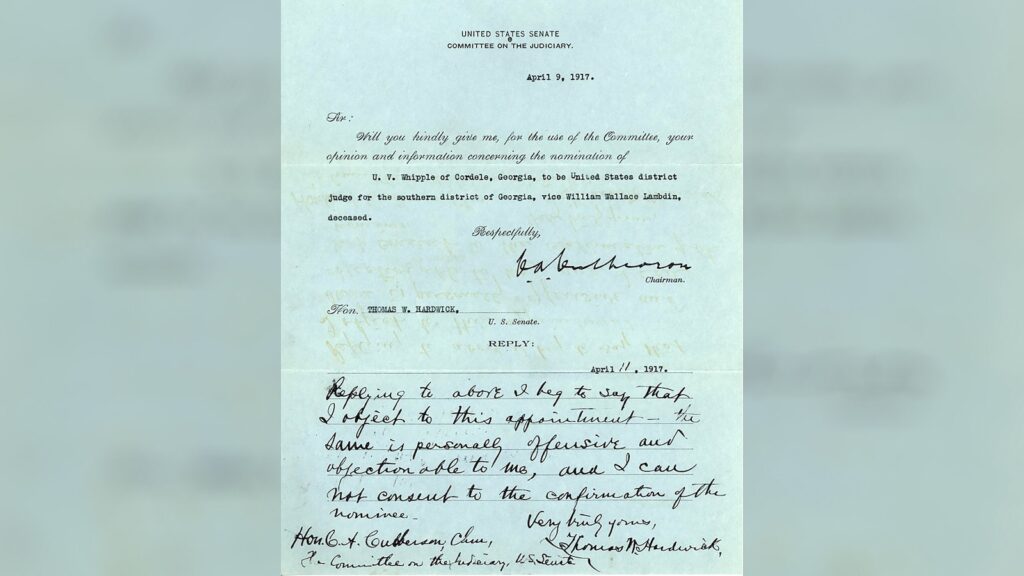 UNITED STATES SENATE
COMMITTEE ON THE JUDICIARY.
April 9, 1917.
Sir:
Will you kindly give me, for the use of the Committee, your
opinion and information concerning the nomination of
U. V. Whipple of Cordele, Georgia, to be United States district
judge for the southern district of Georgia, vice William Wallace Lambdin,
deceased.
Respectfully,
C A Culberson
Chairman.
Hon. THOMAS W. HARDWICK,
U. S. Senate.
REPLY:
April 11, 1917.
Replying to above I beg to say that
I object to this appointment — the
same is personally offensive and
objectionable to me, and I can
not consent to the confirmation of the
nominee.
Very truly yours,
Hon. C. A. Culberson, Chm,
Thomas W. Hardwick,
Committee on the Judiciary, U.S. Senate